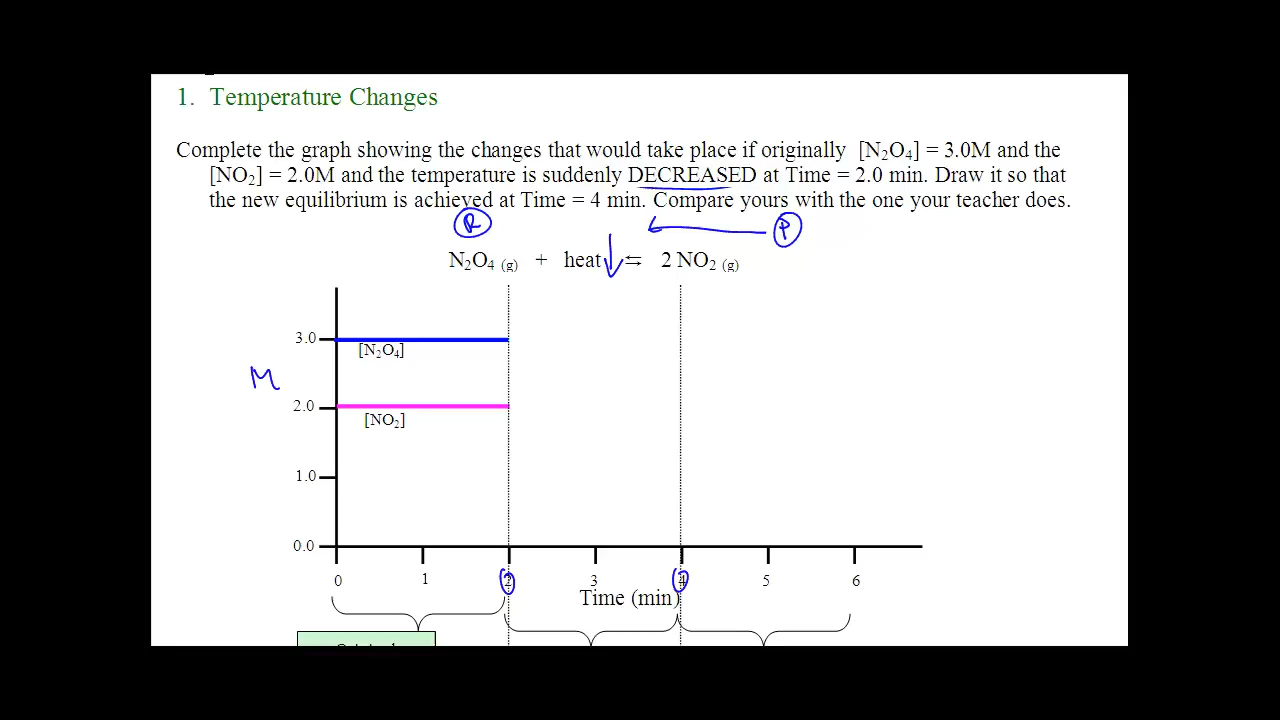 1. Temperature Changes
Complete the graph showing the changes that would take place if originally [N₂O₄] = 3.0M and the
[NO₂] = 2.0M and the temperature is suddenly DECREASED at Time = 2.0 min. Draw it so that
the new equilibrium is achieved at Time = 4 min. Compare yours with the one your teacher does.
R P
N₂O₄ (g) + heat ↓ ⇆ 2 NO₂ (g)
3.0
[N₂O₄]
M
2.0
[NO₂]
1.0
0.0
0 1 2 3 4 5 6
Time (min)